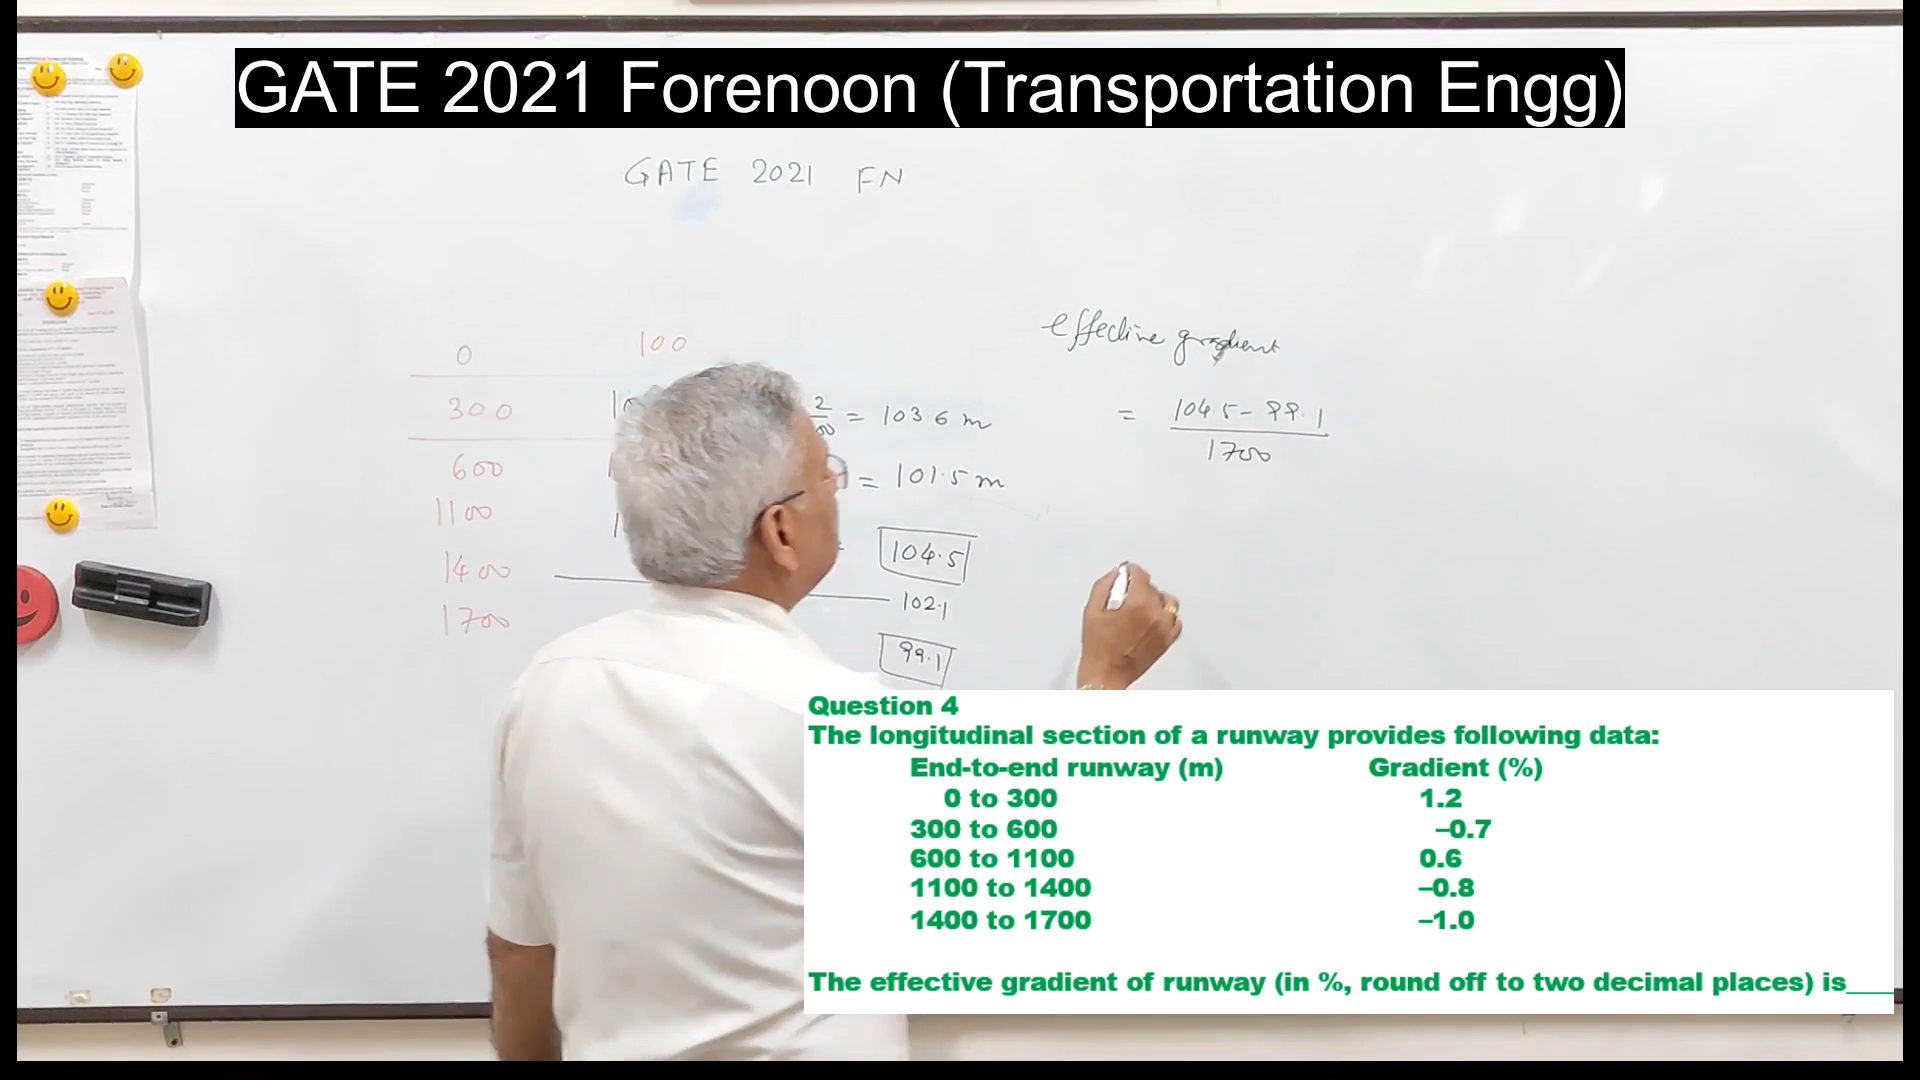 GATE 2021 Forenoon (Transportation Engg)
GATE 2021 FN
effective gradient
0 100
300 = 103.6 m
= 104.5 - 99.1
1700
600 = 101.5 m
1100 104.5
1400 102.1
1700 99.1
Question 4
The longitudinal section of a runway provides following data:
End-to-end runway (m) Gradient (%)
0 to 300 1.2
300 to 600 –0.7
600 to 1100 0.6
1100 to 1400 –0.8
1400 to 1700 –1.0
The effective gradient of runway (in %, round off to two decimal places) is____